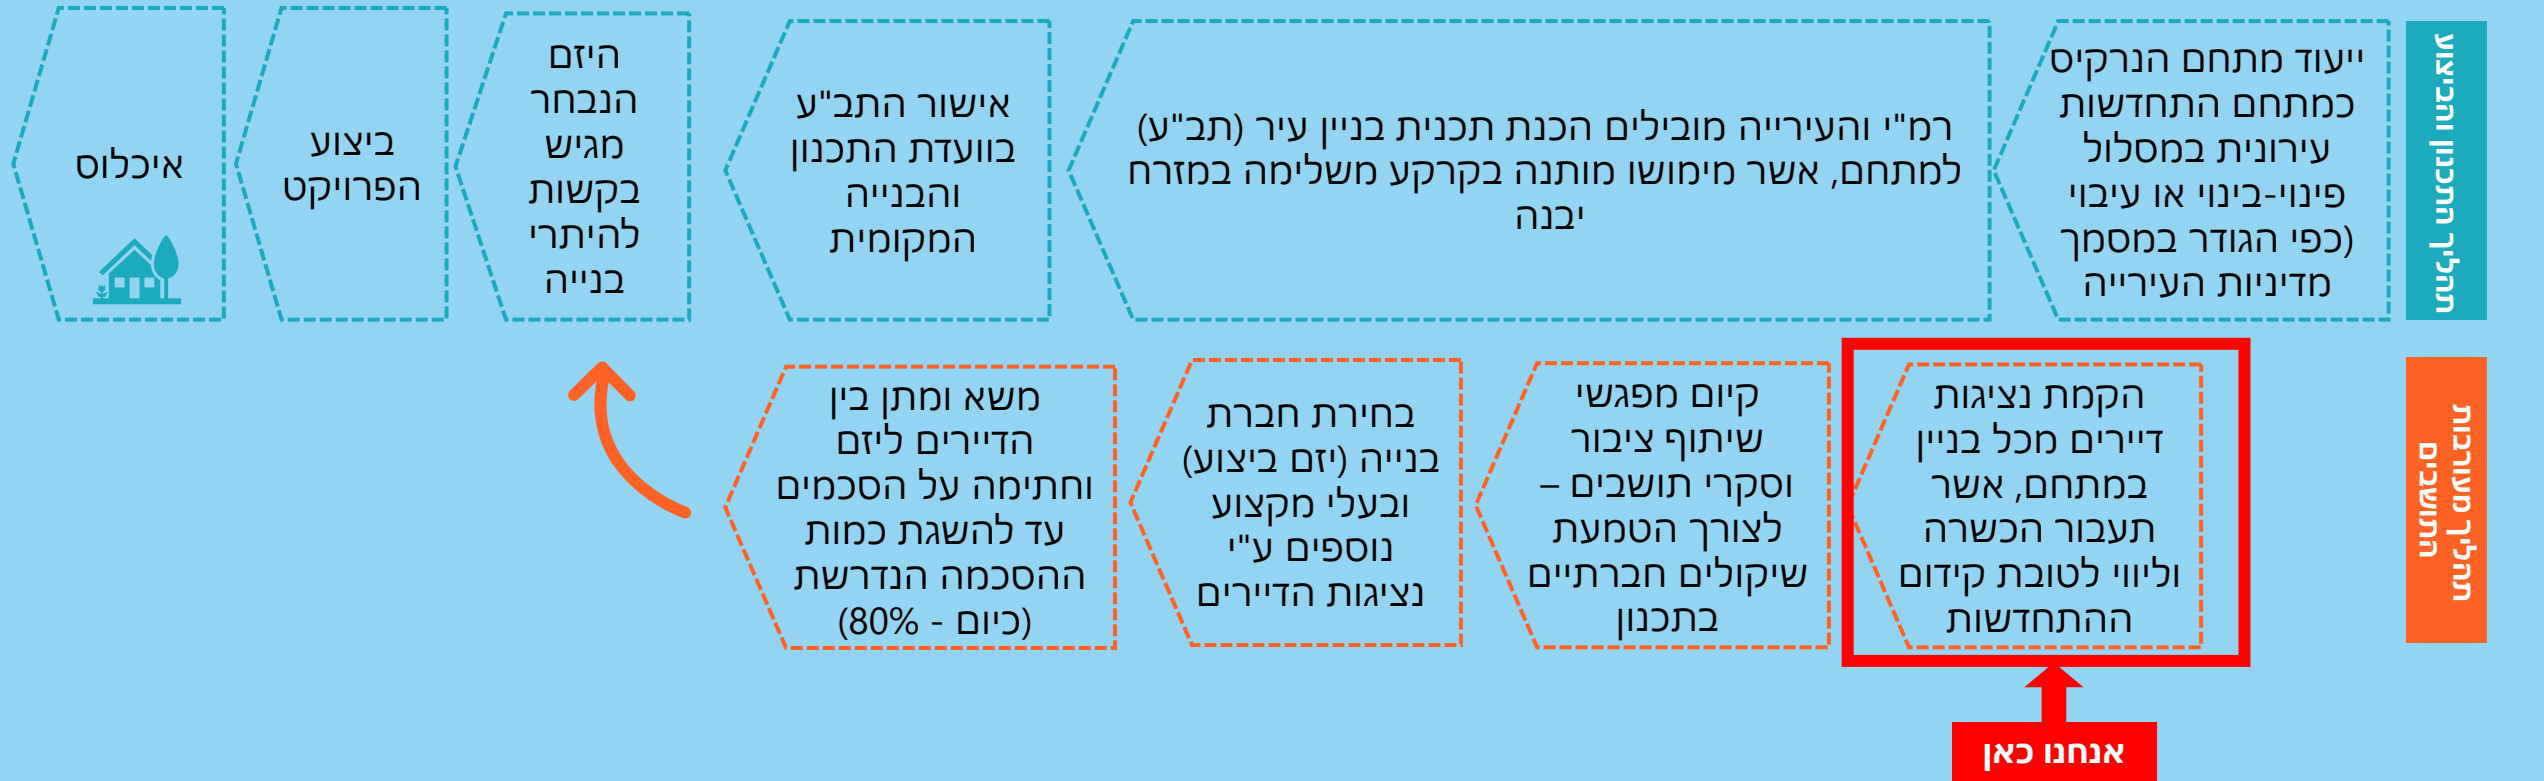 תהליך התכנון והביצוע
ייעוד מתחם הנרקיס
כמתחם התחדשות
עירונית במסלול
פינוי-בינוי או עיבוי
(כפי הגודר במסמך
מדיניות העירייה
רמ"י והעירייה מובילים הכנת תכנית בניין עיר (תב"ע)
למתחם, אשר מימושו מותנה בקרקע משלימה במזרח
יבנה
אישור התב"ע
בוועדת התכנון
והבנייה
המקומית
היזם
הנבחר
מגיש
בקשות
להיתרי
בנייה
ביצוע
הפרויקט
איכלוס
תהליך מעורבות
התושבים
הקמת נציגות
דיירים מכל בניין
במתחם, אשר
תעבור הכשרה
וליווי לטובת קידום
ההתחדשות
קיום מפגשי
שיתוף ציבור
וסקרי תושבים –
לצורך הטמעת
שיקולים חברתיים
בתכנון
בחירת חברת
בנייה (יזם ביצוע)
ובעלי מקצוע
נוספים ע"י
נציגות הדיירים
משא ומתן בין
הדיירים ליזם
וחתימה על הסכמים
עד להשגת כמות
ההסכמה הנדרשת
(כיום - 80%)
אנחנו כאן